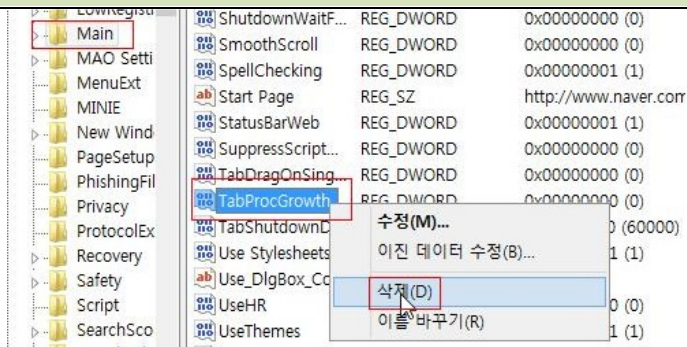 ShutdownWaitF... REG_DWORD 0x00000000 (0)
Main
SmoothScroll REG_DWORD 0x00000000 (0)
MAO Setti
SpellChecking REG_DWORD 0x00000001 (1)
MenuExt
Start Page REG_SZ http://www.naver.com
MINIE
StatusBarWeb REG_DWORD 0x00000001 (1)
New Wind
SuppressScript... REG_DWORD 0x00000000 (0)
PageSetup
TabDragOnSing... REG_DWORD 0x00000000 (0)
PhishingFil
TabProcGrowth REG_DWORD 0x00000000 (0)
Privacy
TabShutdownD 수정(M)... (60000)
ProtocolEx
Use Stylesheets 이진 데이터 수정(B)... 1 (1)
Recovery
Use_DlgBox_Co
Safety
삭제(D)
UseHR 0 (0)
Script
이름 바꾸기(R)
UseThemes 1 (1)
SearchSco